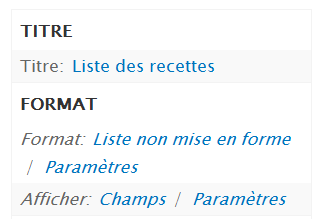 TITRE
Titre: Liste des recettes
FORMAT
Format: Liste non mise en forme
/ Paramètres
Afficher: Champs / Paramètres